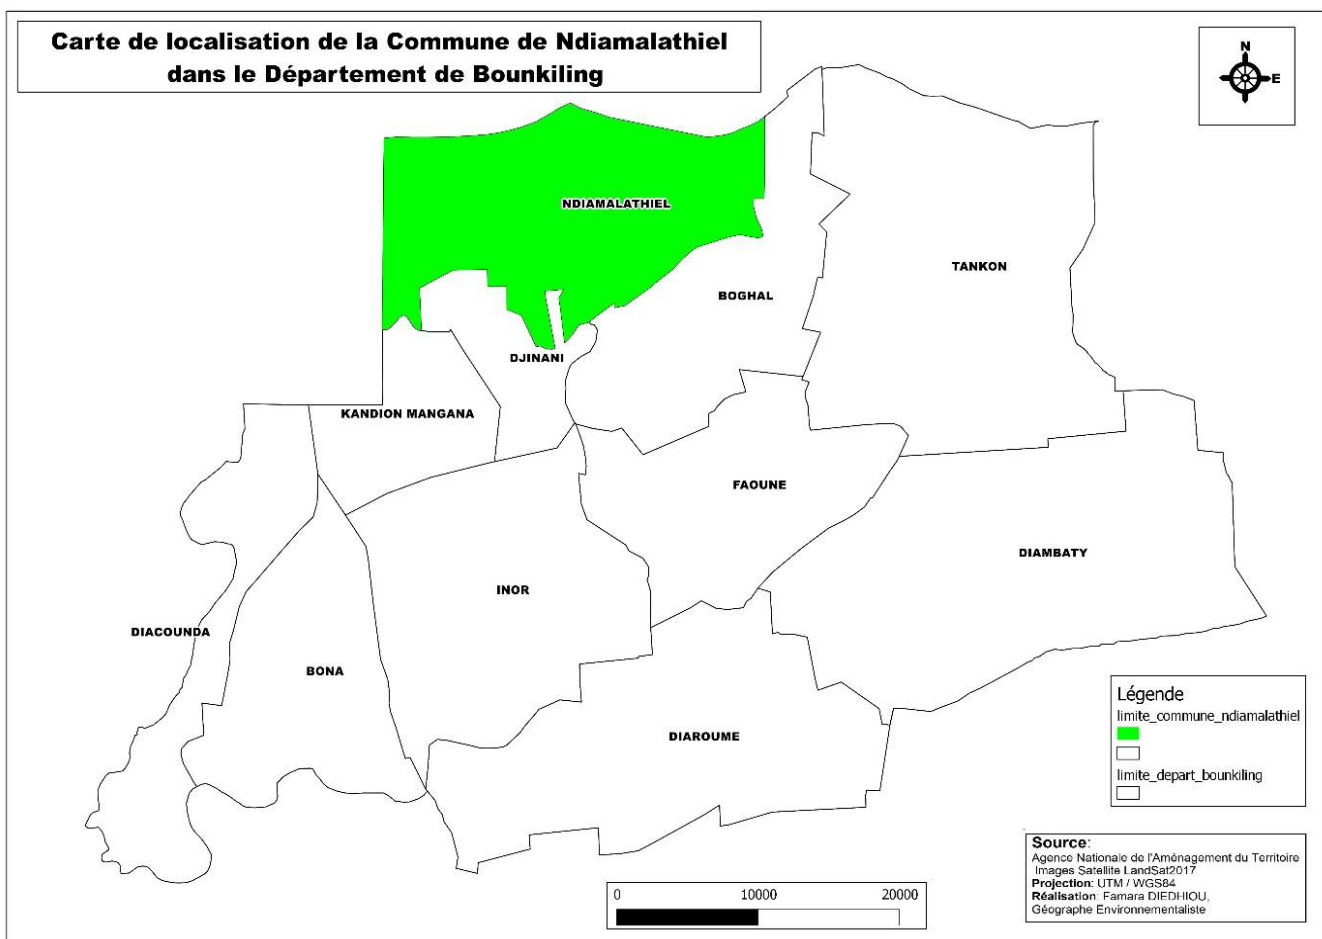 Carte de localisation de la Commune de Ndiamalathiel
dans le Département de Bounkiling
N
E
NDIAMALATHIEL
TANKON
BOGHAL
DJINANI
KANDION MANGANA
FAOUNE
DIAMBATY
INOR
DIACOUNDA
BONA
DIAROUME
Légende
limite_commune_ndiamalathiel
limite_depart_bounkiling
Source:
Agence Nationale de l'Aménagement du Territoire
Images Satellite LandSat2017
Projection: UTM / WGS84
Réalisation: Famara DIEDHIOU,
Géographe Environnementaliste
0 10000 20000